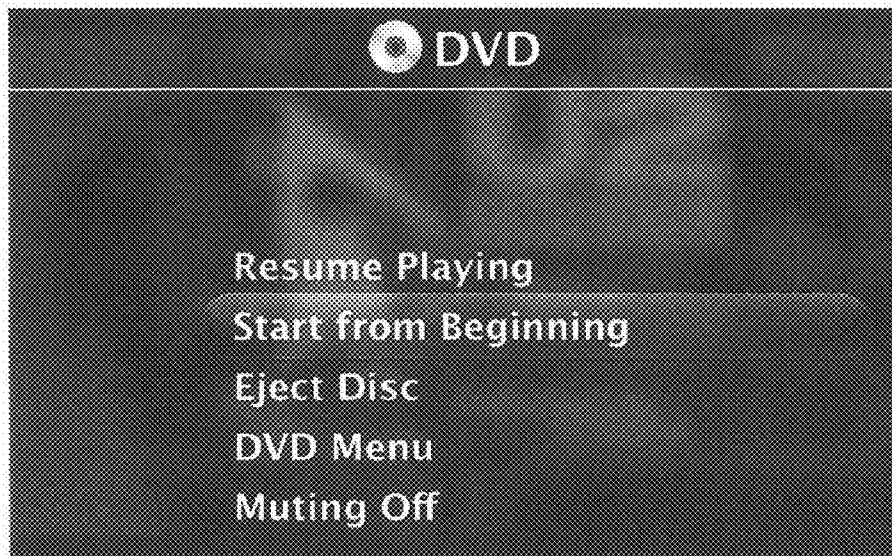 DVD
Resume Playing
Start from Beginning
Eject Disc
DVD Menu
Muting Off